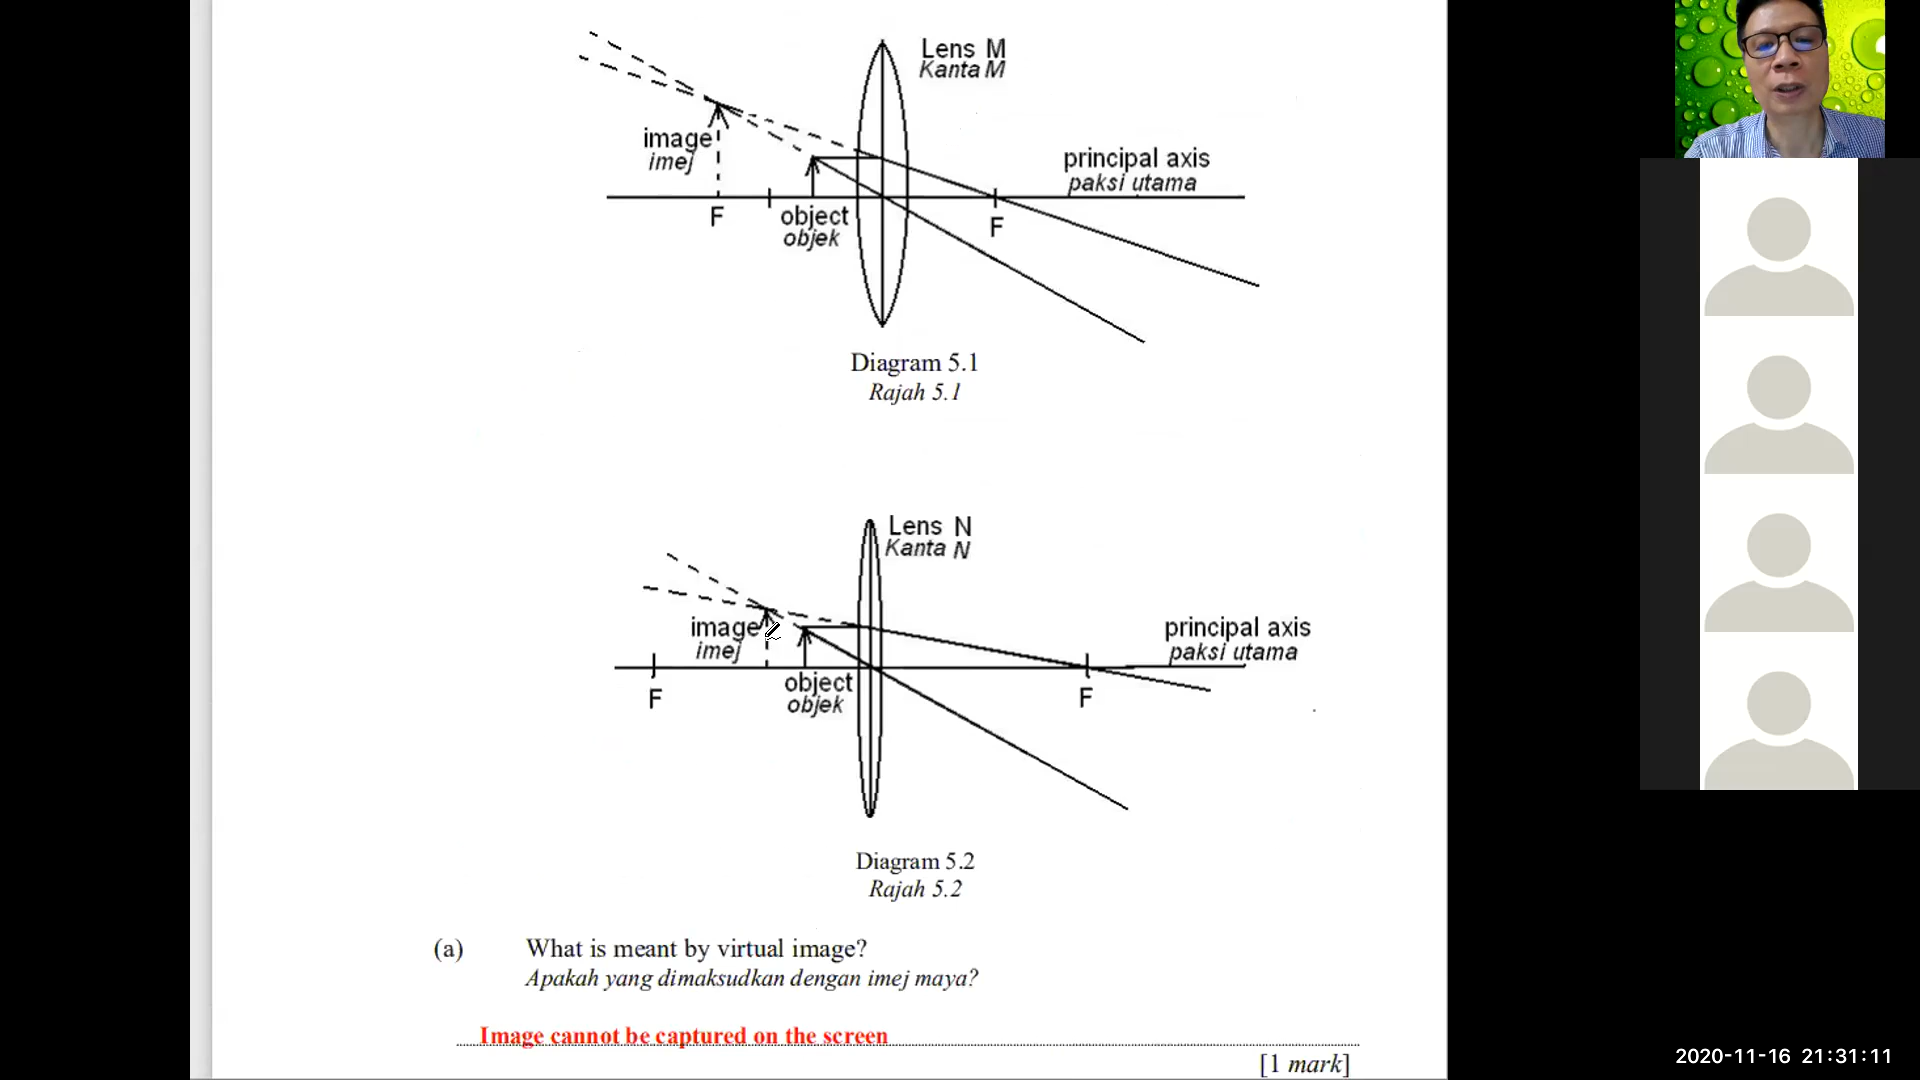 Lens M
Kanta M
image
imej
principal axis
paksi utama
F
object
objek
F
Diagram 5.1
Rajah 5.1
Lens N
Kanta N
image
imej
principal axis
paksi utama
F
object
objek
F
Diagram 5.2
Rajah 5.2
(a) What is meant by virtual image?
Apakah yang dimaksudkan dengan imej maya?
Image cannot be captured on the screen
[1 mark]
2020-11-16 21:31:11